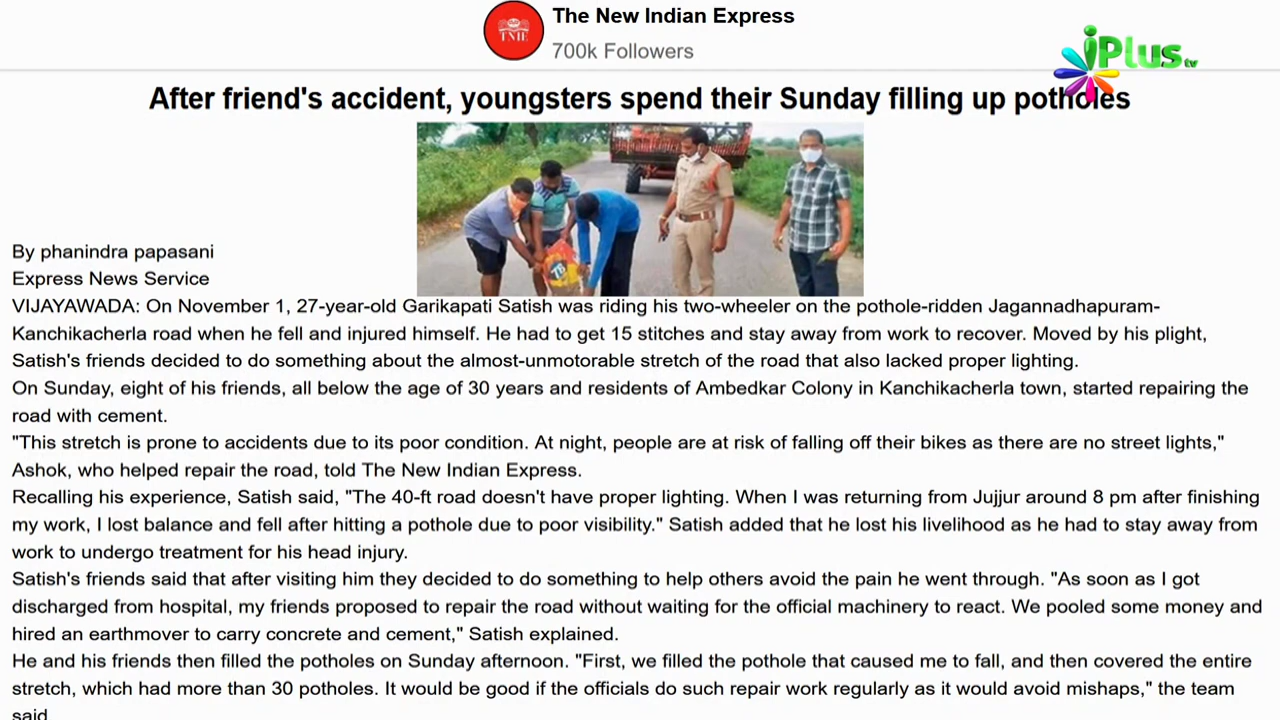 The New Indian Express
TNIE
700k Followers
iPlus tv
After friend's accident, youngsters spend their Sunday filling up potholes
By phanindra papasani
Express News Service
VIJAYAWADA: On November 1, 27-year-old Garikapati Satish was riding his two-wheeler on the pothole-ridden Jagannadhapuram-
Kanchikacherla road when he fell and injured himself. He had to get 15 stitches and stay away from work to recover. Moved by his plight,
Satish's friends decided to do something about the almost-unmotorable stretch of the road that also lacked proper lighting.
On Sunday, eight of his friends, all below the age of 30 years and residents of Ambedkar Colony in Kanchikacherla town, started repairing the
road with cement.
"This stretch is prone to accidents due to its poor condition. At night, people are at risk of falling off their bikes as there are no street lights,"
Ashok, who helped repair the road, told The New Indian Express.
Recalling his experience, Satish said, "The 40-ft road doesn't have proper lighting. When I was returning from Jujjur around 8 pm after finishing
my work, I lost balance and fell after hitting a pothole due to poor visibility." Satish added that he lost his livelihood as he had to stay away from
work to undergo treatment for his head injury.
Satish's friends said that after visiting him they decided to do something to help others avoid the pain he went through. "As soon as I got
discharged from hospital, my friends proposed to repair the road without waiting for the official machinery to react. We pooled some money and
hired an earthmover to carry concrete and cement," Satish explained.
He and his friends then filled the potholes on Sunday afternoon. "First, we filled the pothole that caused me to fall, and then covered the entire
stretch, which had more than 30 potholes. It would be good if the officials do such repair work regularly as it would avoid mishaps," the team
said.